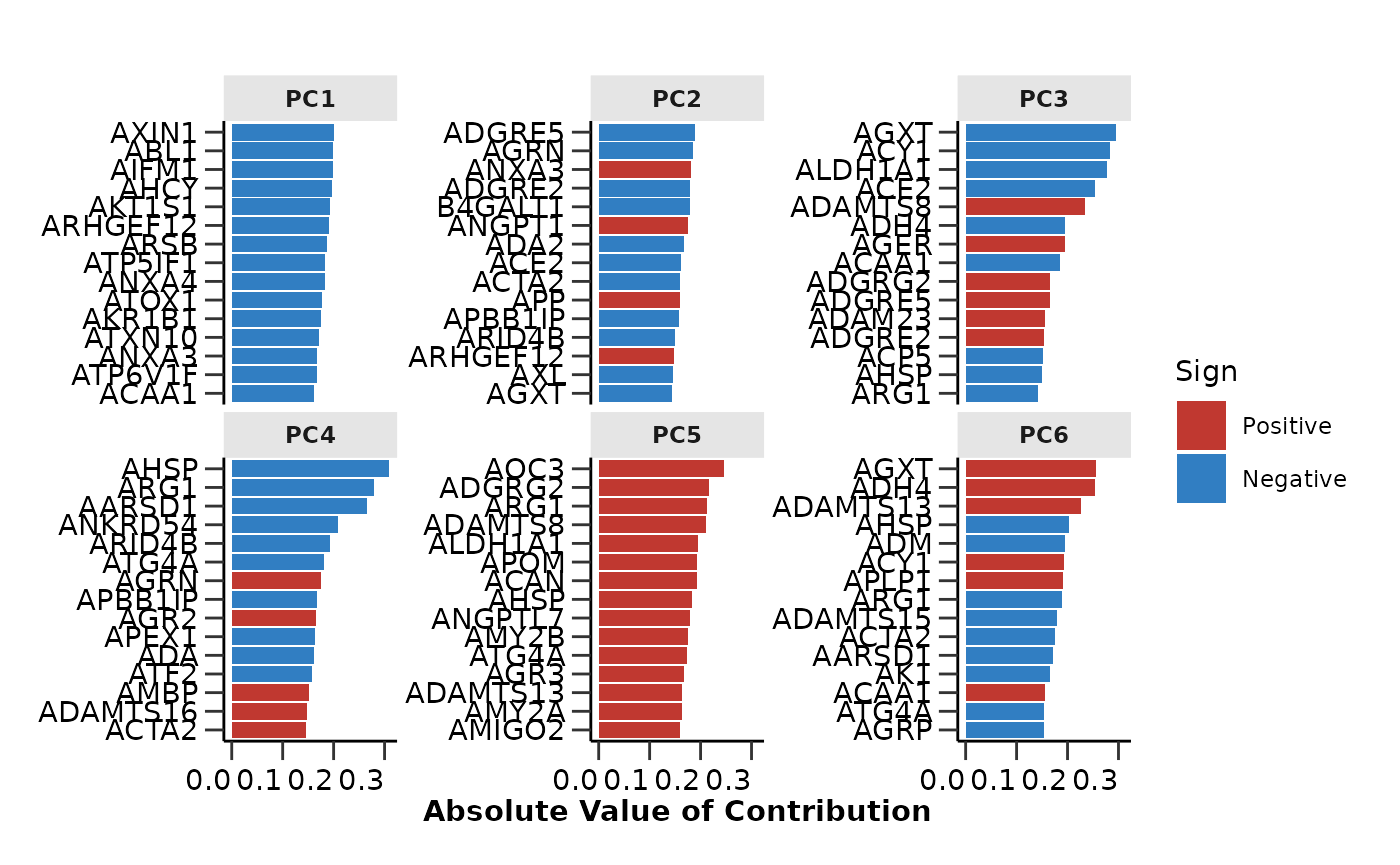 PC1
AXIN1
ABL1
AIFM1
AHCY
AKT1S1
ARHGEF12
ARSB
ATP5IF1
ANXA4
ATOX1
AKR1B1
ATXN10
ANXA3
ATP6V1F
ACAA1
PC2
ADGRE5
AGRN
ANXA3
ADGRE2
B4GALT1
ANGPT1
ADA2
ACE2
ACTA2
APP
APBB1IP
ARID4B
ARHGEF12
AXL
AGXT
PC3
AGXT
ACY1
ALDH1A1
ACE2
ADAMTS8
ADH4
AGER
ACAA1
ADGRG2
ADGRE5
ADAM23
ADGRE2
ACP5
AHSP
ARG1
PC4
AHSP
ARG1
AARSD1
ANKRD54
ARID4B
ATG4A
AGRN
APBB1IP
AGR2
APEX1
ADA
ATF2
AMBP
ADAMTS16
ACTA2
0.0 0.1 0.2 0.3
PC5
AOC3
ADGRG2
ARG1
ADAMTS8
ALDH1A1
APOM
ACAN
AHSP
ANGPTL7
AMY2B
ATG4A
AGR3
ADAMTS13
AMY2A
AMIGO2
0.0 0.1 0.2 0.3
PC6
AGXT
ADH4
ADAMTS13
AHSP
ADM
ACY1
APLP1
ARG1
ADAMTS15
ACTA2
AARSD1
AK1
ACAA1
ATG4A
AGRP
0.0 0.1 0.2 0.3
Absolute Value of Contribution
Sign
Positive
Negative